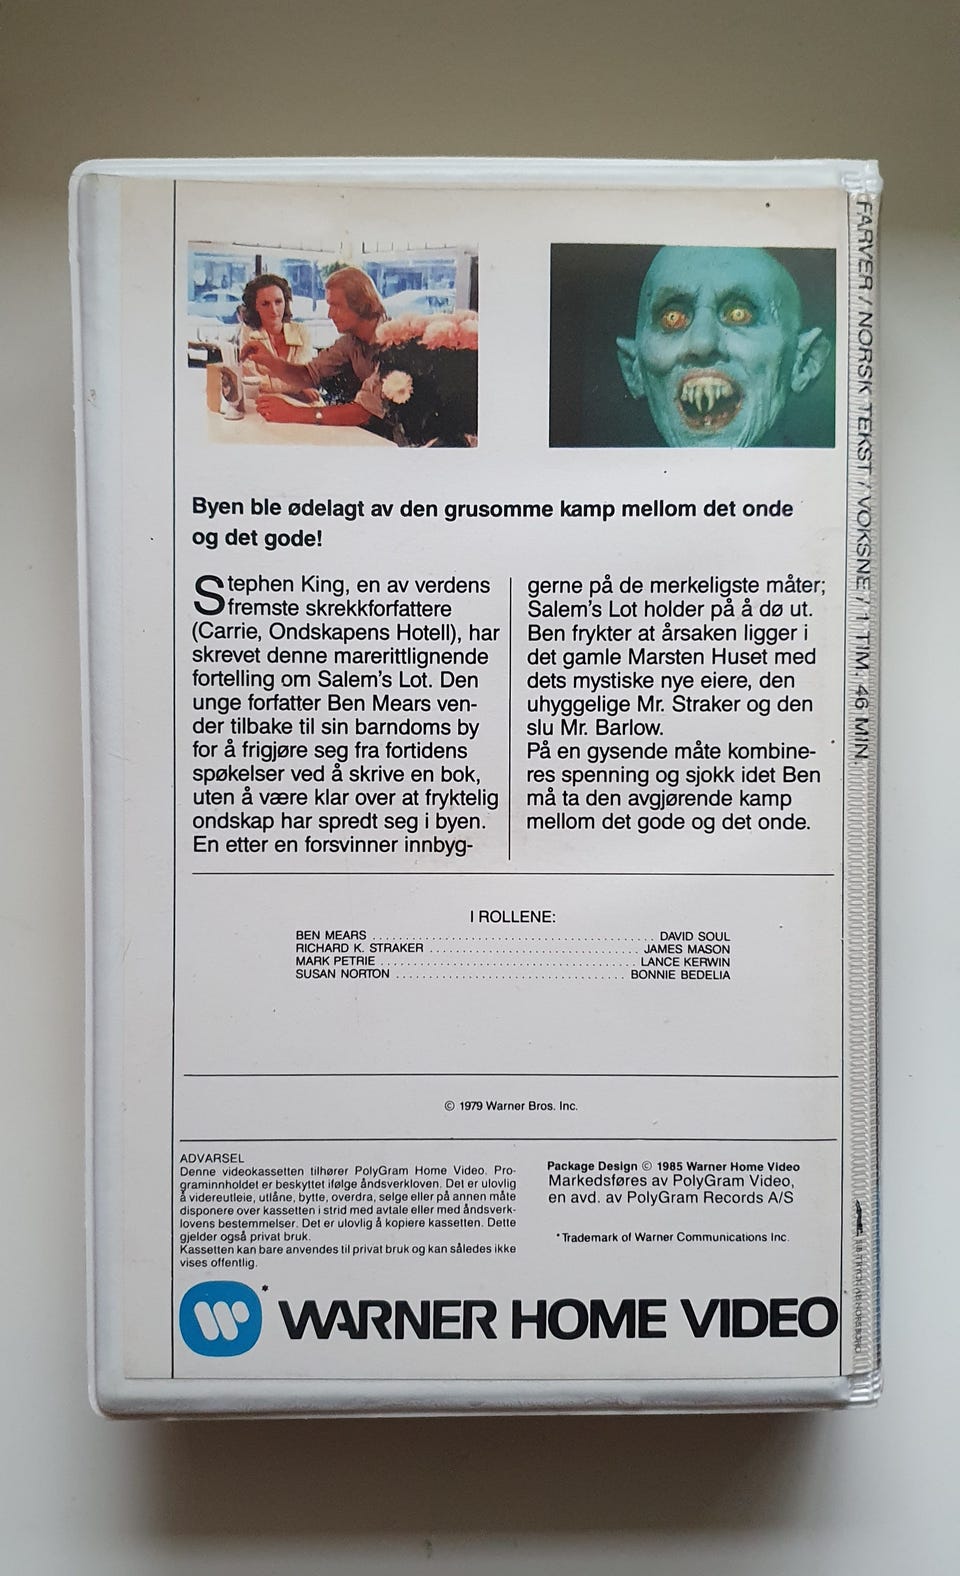 Byen ble ødelagt av den grusomme kamp mellom det onde
og det gode!
Stephen King, en av verdens
fremste skrekkforfattere
(Carrie, Ondskapens Hotell), har
skrevet denne marerittlignende
fortelling om Salem's Lot. Den
unge forfatter Ben Mears ven-
der tilbake til sin barndoms by
for å frigjøre seg fra fortidens
spøkelser ved å skrive en bok,
uten å være klar over at fryktelig
ondskap har spredt seg i byen.
En etter en forsvinner innbyg-
gerne på de merkeligste måter;
Salem's Lot holder på å dø ut.
Ben frykter at årsaken ligger i
det gamle Marsten Huset med
dets mystiske nye eiere, den
uhyggelige Mr. Straker og den
slu Mr. Barlow.
På en gysende måte kombine-
res spenning og sjokk idet Ben
må ta den avgjørende kamp
mellom det gode og det onde.
I ROLLENE:
BEN MEARS ........................................ DAVID SOUL
RICHARD K. STRAKER .............................. JAMES MASON
MARK PETRIE ..................................... LANCE KERWIN
SUSAN NORTON .................................. BONNIE BEDELIA
© 1979 Warner Bros. Inc.
ADVARSEL
Denne videokassetten tilhører PolyGram Home Video. Pro-
graminnholdet er beskyttet ifølge åndsverkloven. Det er ulovlig
å videreutleie, utlåne, bytte, overdra, selge eller på annen måte
disponere over kassetten i strid med avtale eller med åndsverk-
lovens bestemmelser. Det er ulovlig å kopiere kassetten. Dette
gjelder også privat bruk.
Kassetten kan bare anvendes til privat bruk og kan således ikke
vises offentlig.
Package Design © 1985 Warner Home Video
Markedsføres av PolyGram Video,
en avd. av PolyGram Records A/S
*Trademark of Warner Communications Inc.
* WARNER HOME VIDEO
FARVER / NORSK TEKST / VOKSNE / 1 TIM. 46 MIN.